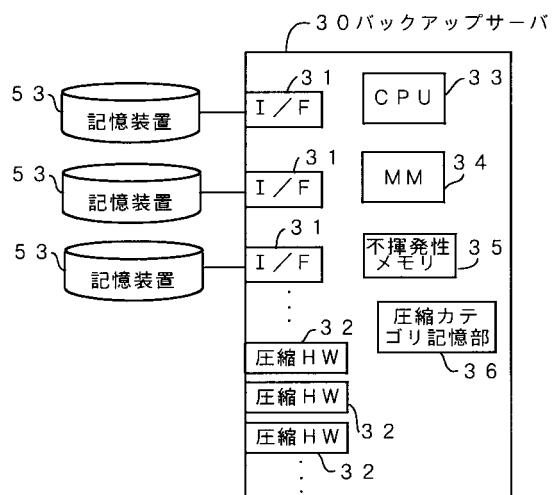 30バックアップサーバ
53
記憶装置
31
I/F
CPU
33
53
記憶装置
31
I/F
MM
34
53
記憶装置
31
I/F
不揮発性
メモリ
35
圧縮カテ
ゴリ記憶部
36
32
圧縮HW
圧縮HW
32
圧縮HW
32